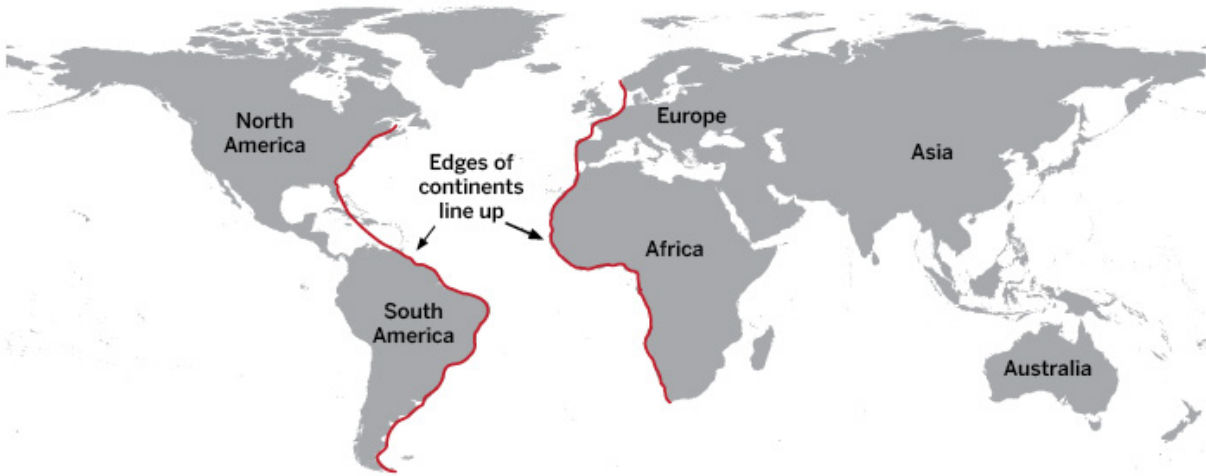 North
America
Edges of
continents
line up
Europe
Asia
Africa
South
America
Australia